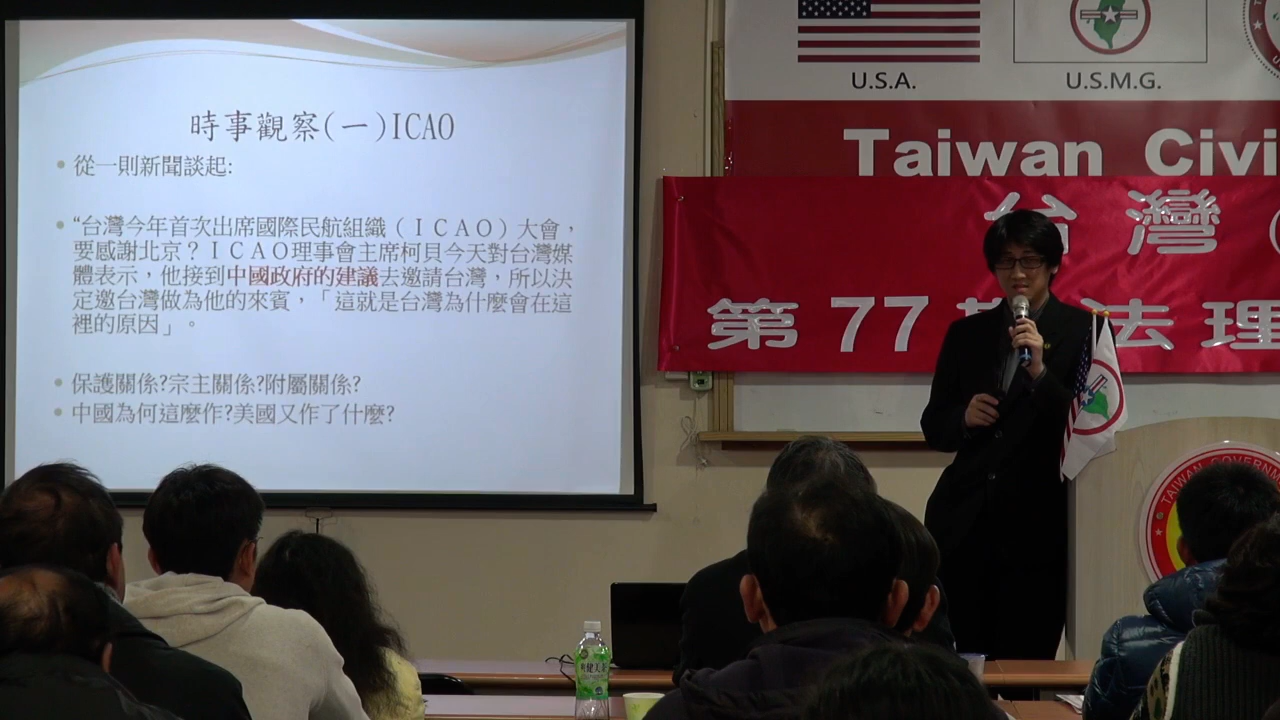 時事觀察(一)ICAO
• 從一則新聞談起:
• “台灣今年首次出席國際民航組織（ＩＣＡＯ）大會，
要感謝北京？ＩＣＡＯ理事會主席柯貝今天對台灣媒
體表示，他接到中國政府的建議去邀請台灣，所以決
定邀台灣做為他的來賓，「這就是台灣為什麼會在這
裡的原因」。
• 保護關係?宗主關係?附屬關係?
• 中國為何這麼作?美國又作了什麼?
U.S.A.
U.S.M.G.
Taiwan Civi
台灣
第77 法理
TAIWAN GOVERNM